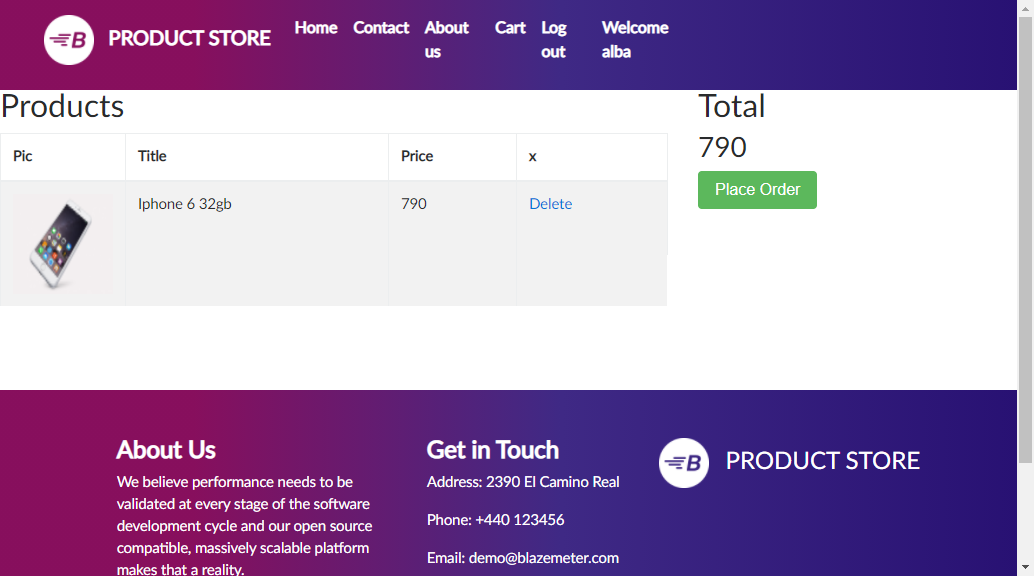 B PRODUCT STORE Home Contact About us Cart Log out Welcome alba
Products
Total
790
Place Order
Pic Title Price x
Iphone 6 32gb 790 Delete
About Us
We believe performance needs to be
validated at every stage of the software
development cycle and our open source
compatible, massively scalable platform
makes that a reality.
Get in Touch
Address: 2390 El Camino Real
Phone: +440 123456
Email: demo@blazemeter.com
B PRODUCT STORE